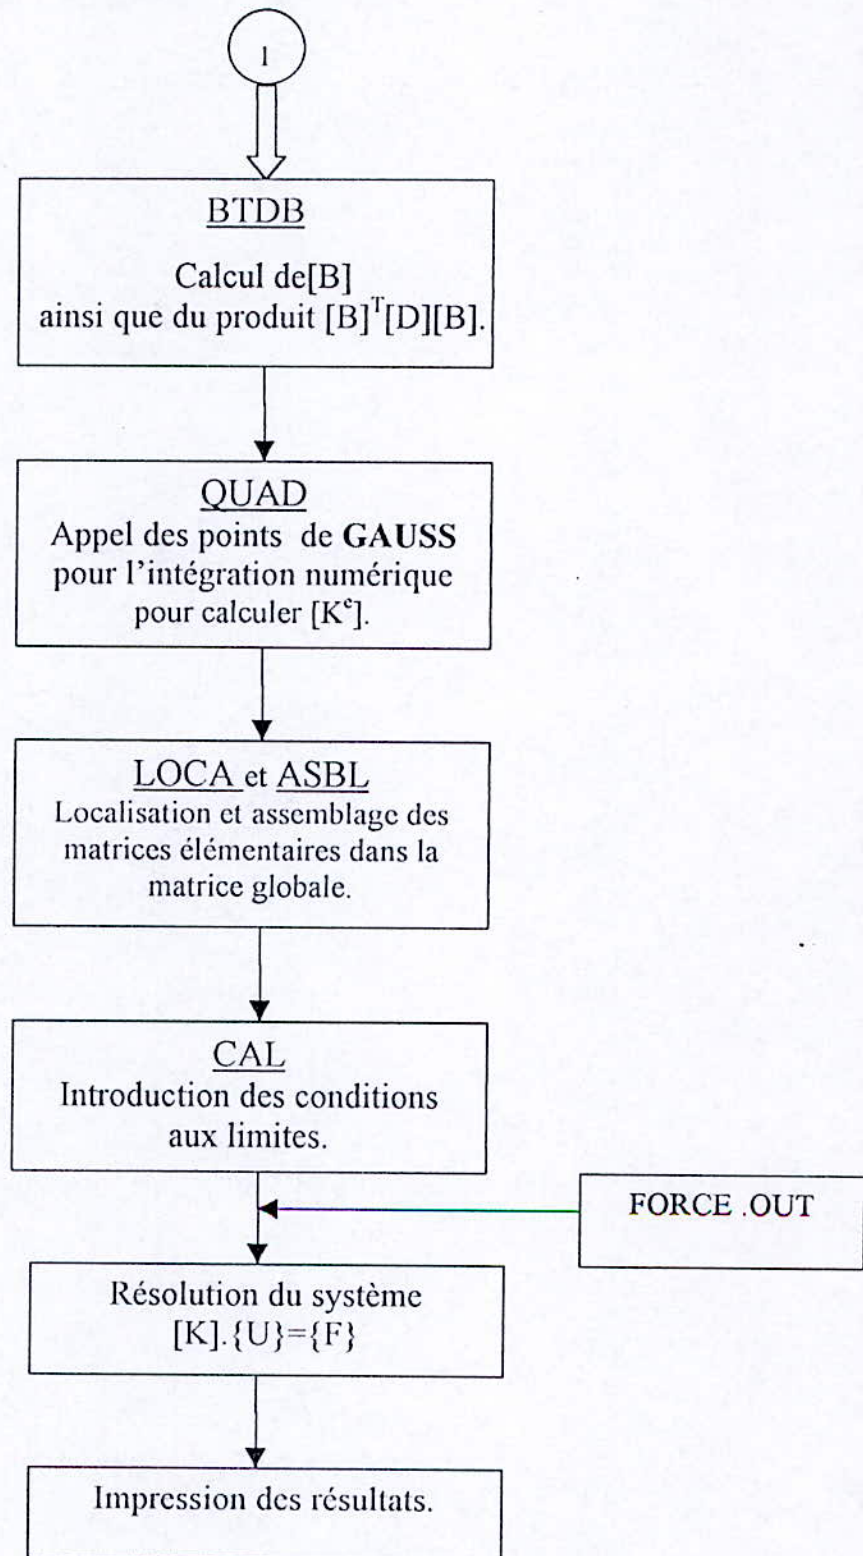 1
BTDB
Calcul de[B]
ainsi que du produit [B]ᵀ[D][B].
QUAD
Appel des points de GAUSS
pour l'intégration numérique
pour calculer [Kᵉ].
LOCA et ASBL
Localisation et assemblage des
matrices élémentaires dans la
matrice globale.
CAL
Introduction des conditions
aux limites.
FORCE .OUT
Résolution du système
[K].{U}={F}
Impression des résultats.